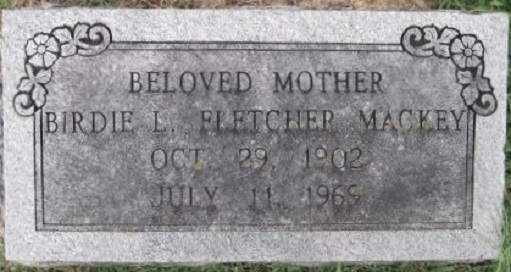 BELOVED MOTHER
BIRDIE L. FLETCHER MACKEY
OCT. 29, 1902
JULY 11, 1969